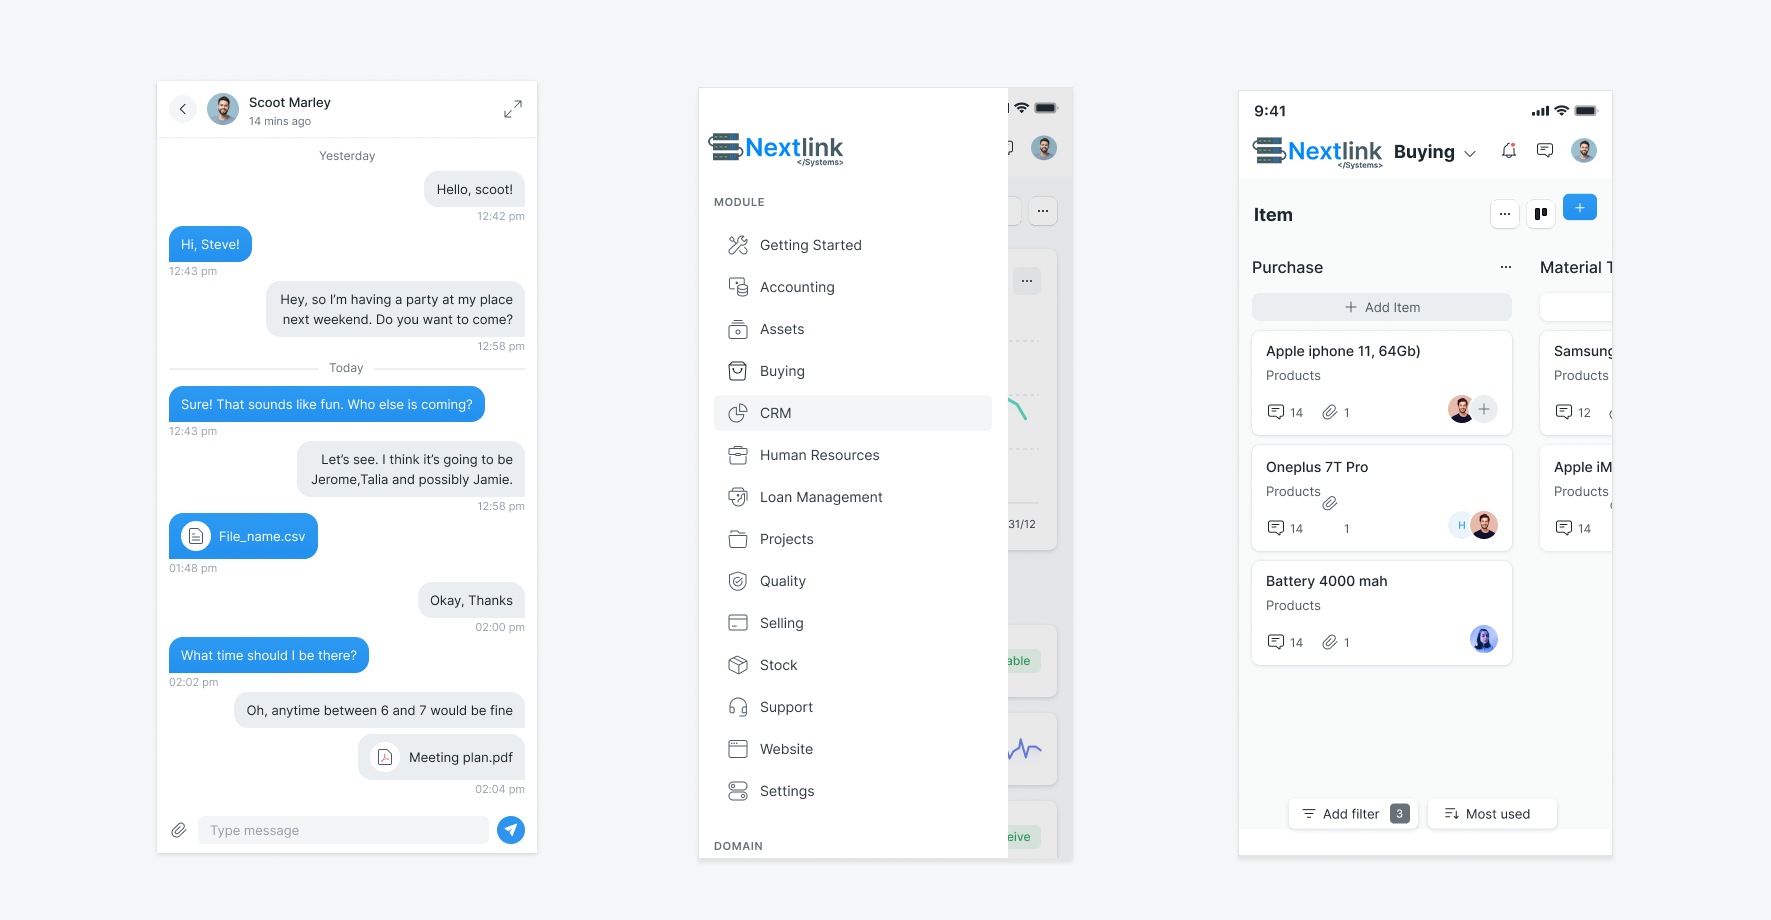 Scoot Marley
14 mins ago
Yesterday
Hello, scoot!
12:42 pm
Hi, Steve!
12:43 pm
Hey, so I’m having a party at my place
next weekend. Do you want to come?
12:58 pm
Today
Sure! That sounds like fun. Who else is coming?
12:43 pm
Let’s see. I think it’s going to be
Jerome,Talia and possibly Jamie.
12:58 pm
File_name.csv
01:48 pm
Okay, Thanks
02:00 pm
What time should I be there?
02:02 pm
Oh, anytime between 6 and 7 would be fine
Meeting plan.pdf
02:04 pm
Type message
Nextlink
</Systems>
MODULE
Getting Started
Accounting
Assets
Buying
CRM
Human Resources
Loan Management
Projects
Quality
Selling
Stock
Support
Website
Settings
DOMAIN
31/12
able
eive
9:41
Nextlink
</Systems>
Buying
Item
Purchase
Add Item
Apple iphone 11, 64Gb)
Products
14 1
Oneplus 7T Pro
Products
14 1
H
Battery 4000 mah
Products
14 1
Material T
Samsung
Products
12
Apple iM
Products
14
Add filter 3
Most used